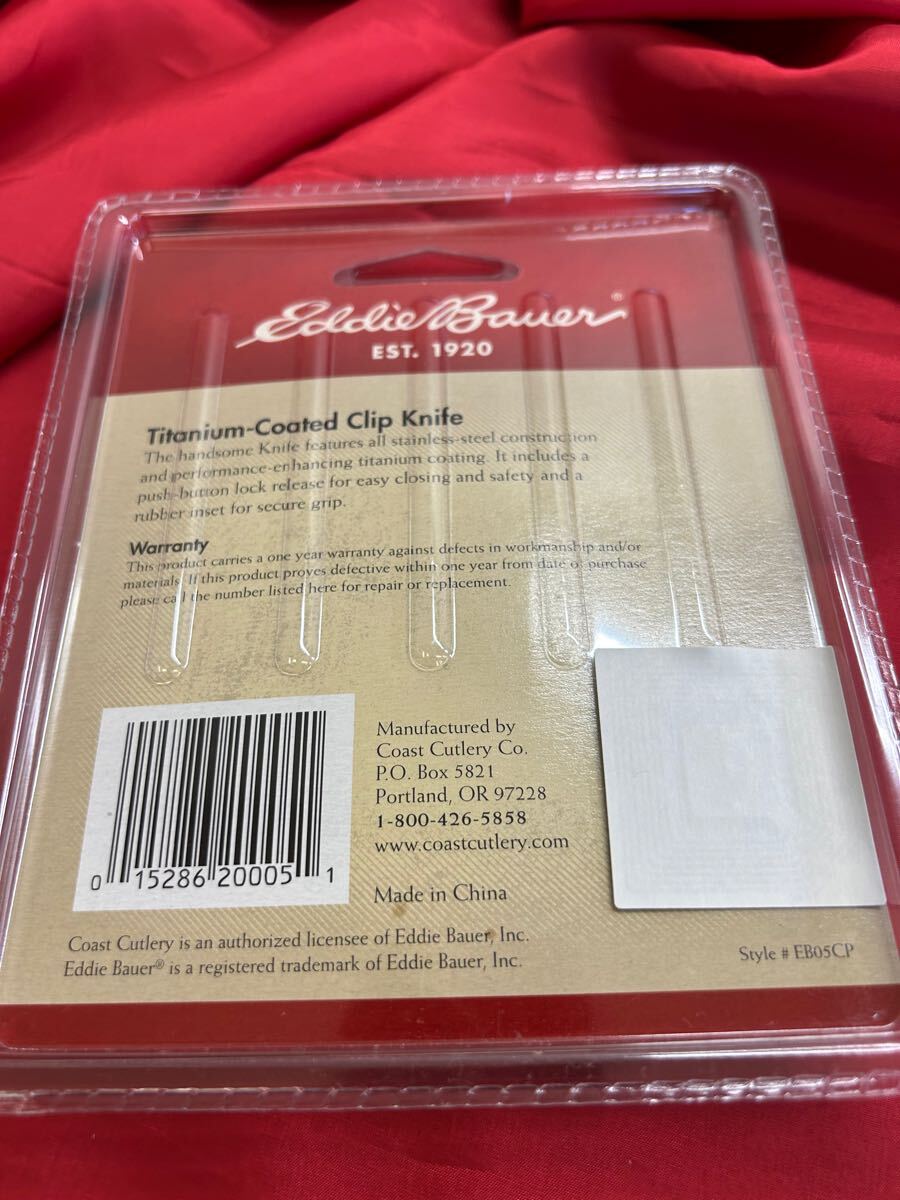 Eddie Bauer®
EST. 1920
Titanium-Coated Clip Knife
The handsome Knife features all stainless-steel construction
and performance-enhancing titanium coating. It includes a
push-button lock release for easy closing and safety and a
rubber inset for secure grip.
Warranty
This product carries a one year warranty against defects in workmanship and/or
materials. If this product proves defective within one year from date of purchase
please call the number listed here for repair or replacement.
Manufactured by
Coast Cutlery Co.
P.O. Box 5821
Portland, OR 97228
1-800-426-5858
www.coastcutlery.com
Made in China
0 15286 20005 1
Coast Cutlery is an authorized licensee of Eddie Bauer, Inc.
Eddie Bauer® is a registered trademark of Eddie Bauer, Inc.
Style # EB05CP